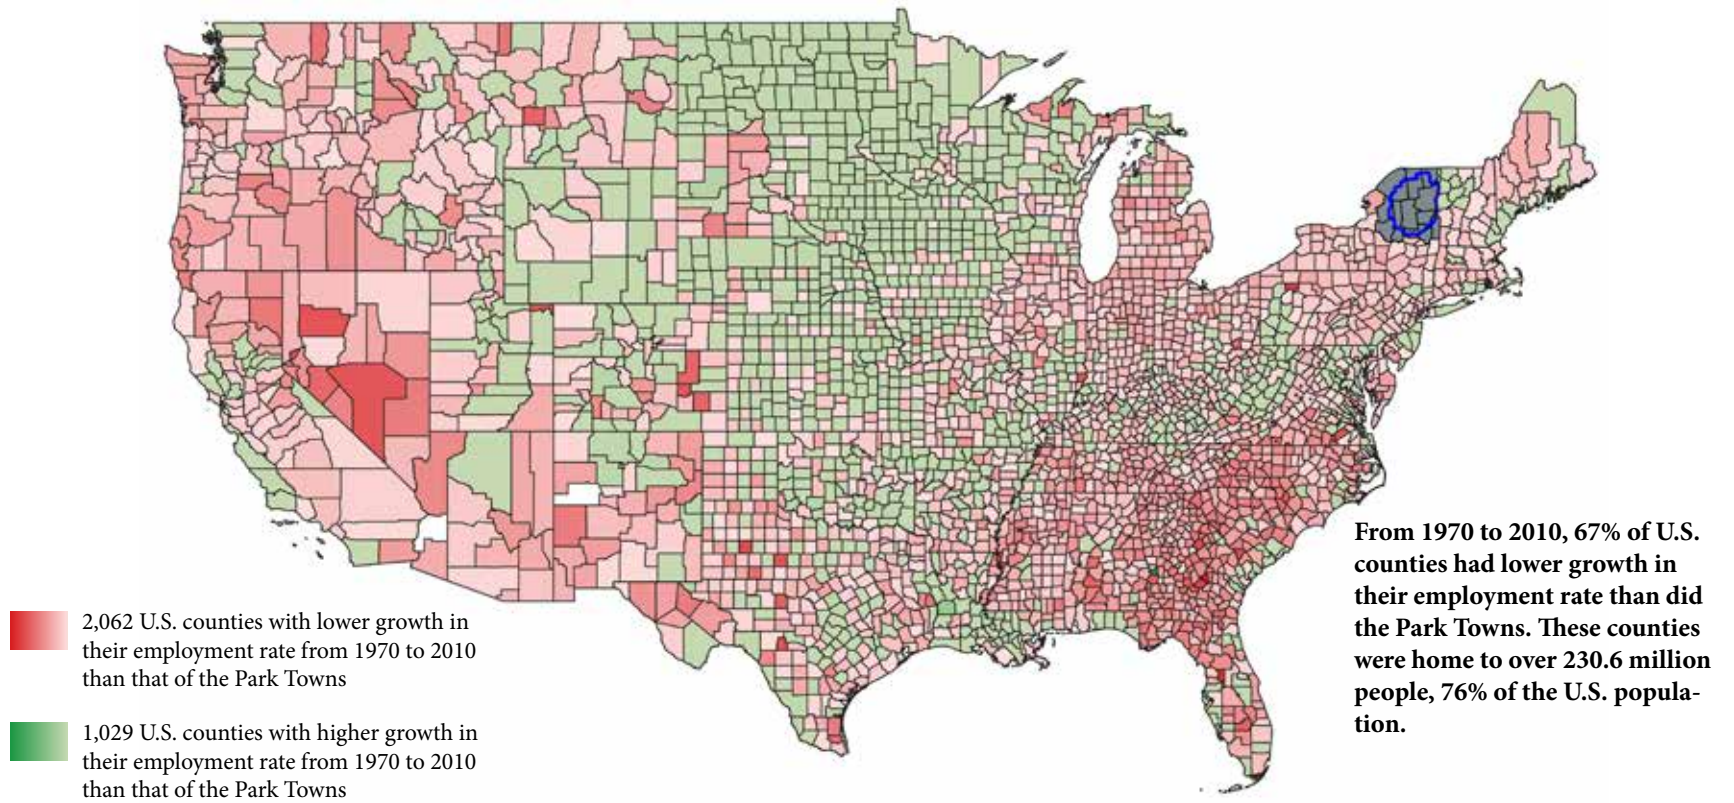 From 1970 to 2010, 67% of U.S.
counties had lower growth in
their employment rate than did
the Park Towns. These counties
were home to over 230.6 million
people, 76% of the U.S. popula-
tion.
2,062 U.S. counties with lower growth in
their employment rate from 1970 to 2010
than that of the Park Towns
1,029 U.S. counties with higher growth in
their employment rate from 1970 to 2010
than that of the Park Towns